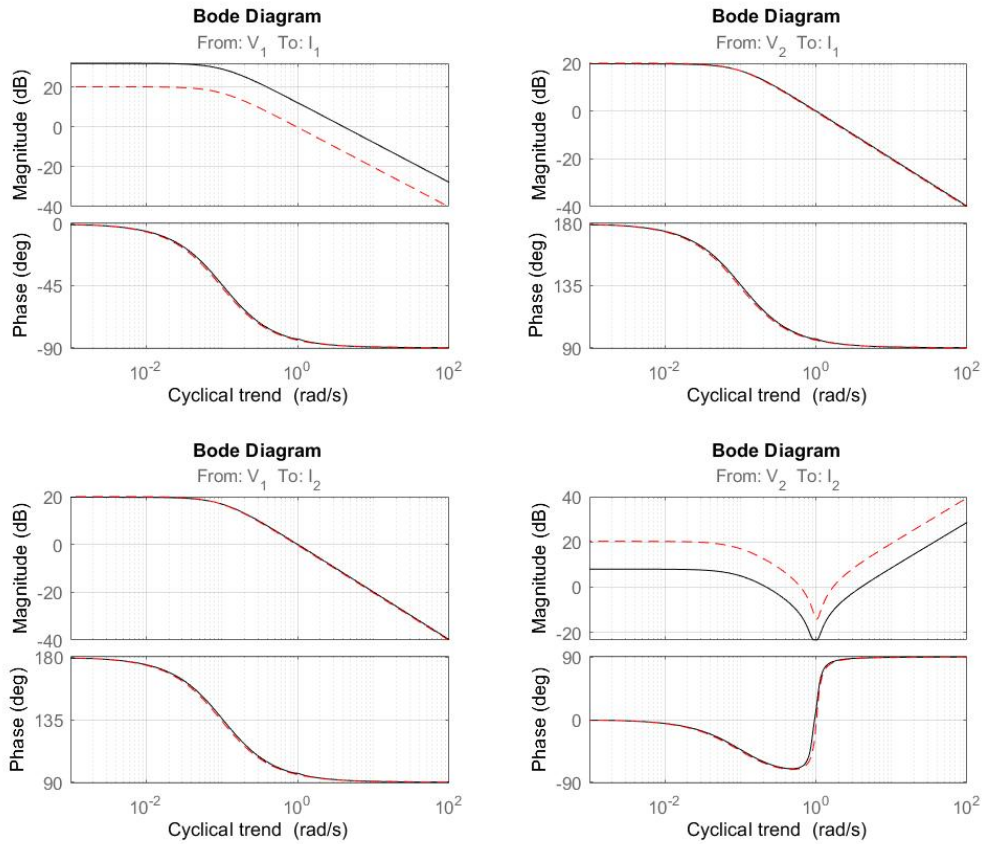 Bode Diagram
From: V1 To: I1
Magnitude (dB)
20
0
-20
-40
Phase (deg)
0
-45
-90
10-2
100
102
Cyclical trend (rad/s)
Bode Diagram
From: V2 To: I1
Magnitude (dB)
20
0
-20
-40
Phase (deg)
180
135
90
10-2
100
102
Cyclical trend (rad/s)
Bode Diagram
From: V1 To: I2
Magnitude (dB)
20
0
-20
-40
Phase (deg)
180
135
90
10-2
100
102
Cyclical trend (rad/s)
Bode Diagram
From: V2 To: I2
Magnitude (dB)
40
20
0
-20
Phase (deg)
90
0
-90
10-2
100
102
Cyclical trend (rad/s)